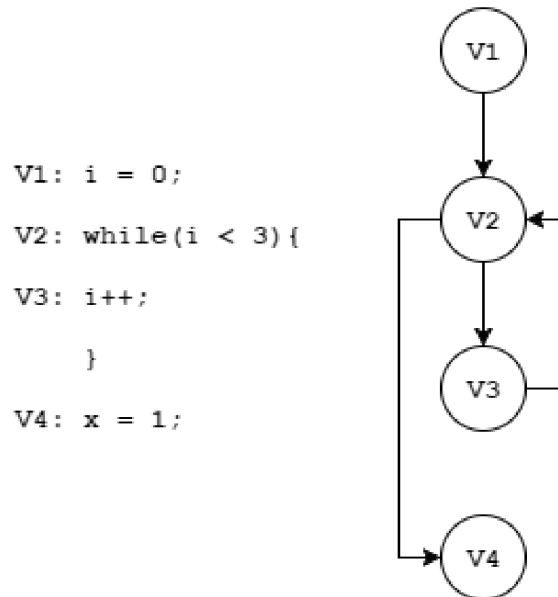 V1: i = 0;
V2: while(i < 3){
V3: i++;
}
V4: x = 1;
V1
V2
V3
V4